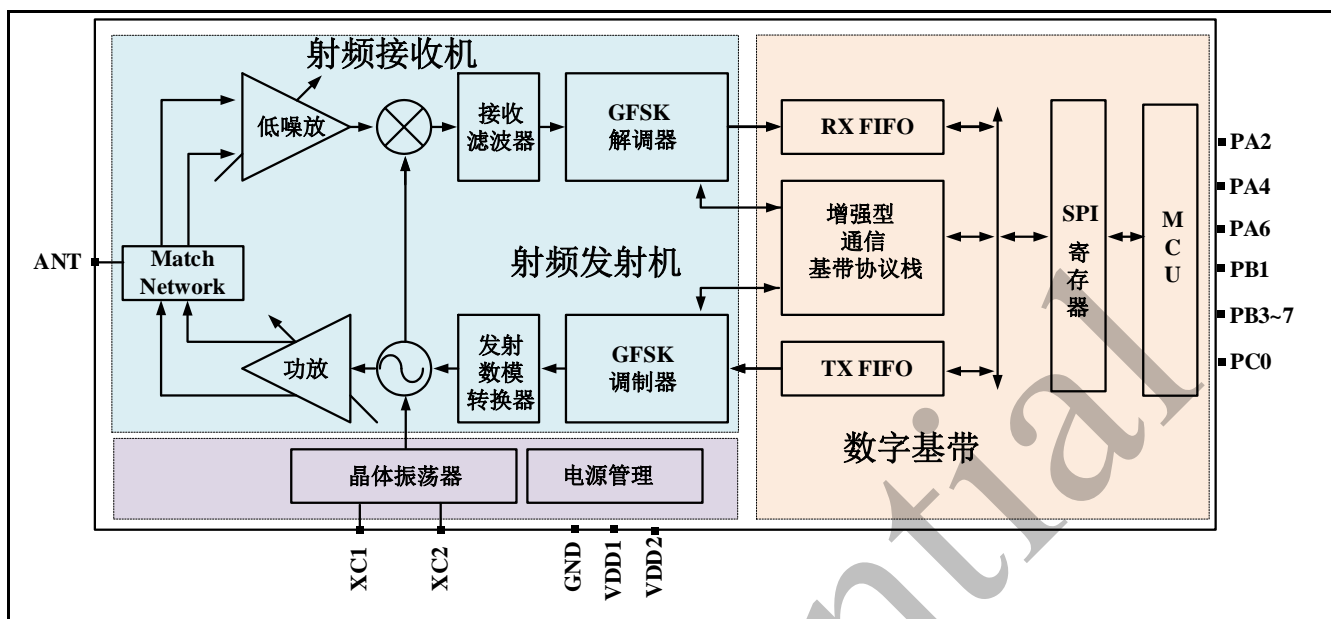 射频接收机
低噪放
接收
滤波器
GFSK
解调器
RX FIFO
增强型
通信
基带协议栈
SPI
寄
存
器
M
C
U
PA2
PA4
PA6
PB1
PB3~7
PC0
ANT
Match
Network
射频发射机
功放
发射
数模
转换器
GFSK
调制器
TX FIFO
数字基带
晶体振荡器
电源管理
XC1
XC2
GND
VDD1
VDD2
ntial